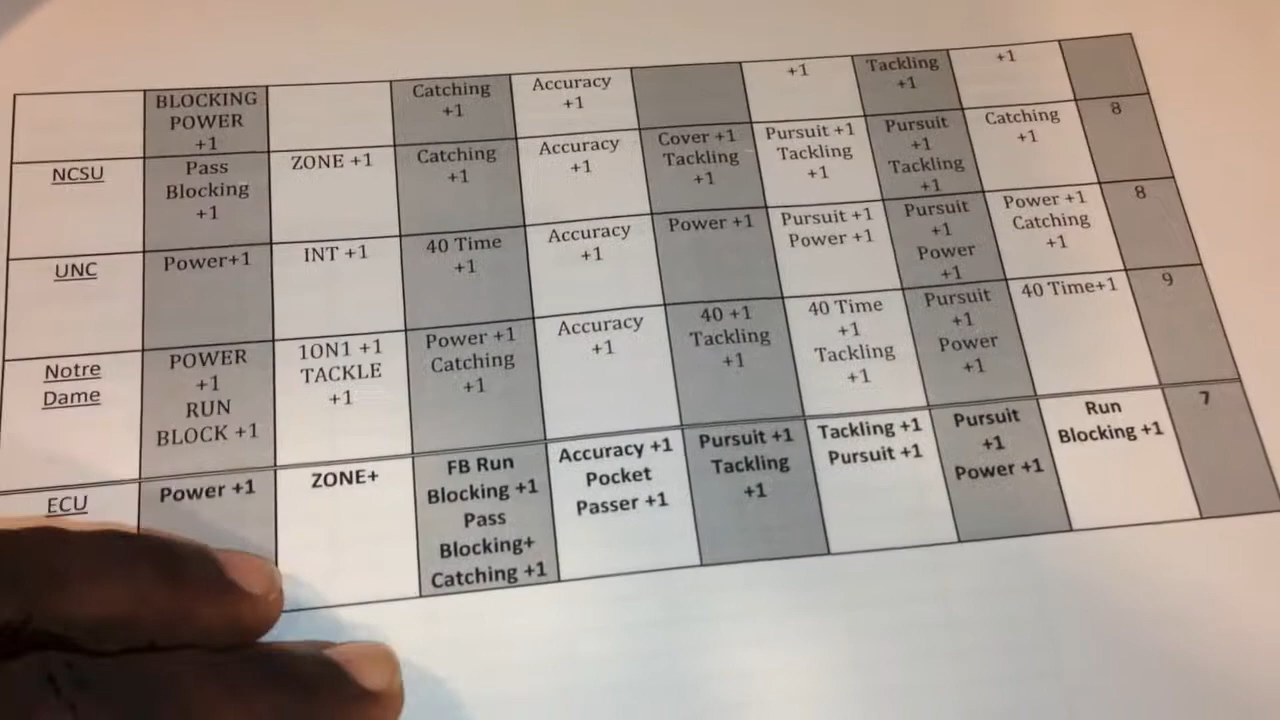 BLOCKING
POWER
+1
Catching
+1
Accuracy
+1
+1
Tackling
+1
+1
NCSU
Pass
Blocking
+1
ZONE +1
Catching
+1
Accuracy
+1
Cover +1
Tackling
+1
Pursuit +1
Tackling
+1
Pursuit
+1
Tackling
+1
Catching
+1
8
UNC
Power+1
INT +1
40 Time
+1
Accuracy
+1
Power +1
Pursuit +1
Power +1
Pursuit
+1
Power
+1
Power +1
Catching
+1
8
Notre
Dame
POWER
+1
RUN
BLOCK +1
1ON1 +1
TACKLE
+1
Power +1
Catching
+1
Accuracy
+1
40 +1
Tackling
+1
40 Time
+1
Tackling
+1
Pursuit
+1
Power
+1
40 Time+1
9
ECU
Power +1
ZONE+
FB Run
Blocking +1
Pass
Blocking+
Catching +1
Accuracy +1
Pocket
Passer +1
Pursuit +1
Tackling
+1
Tackling +1
Pursuit +1
Pursuit
+1
Power +1
Run
Blocking +1
7